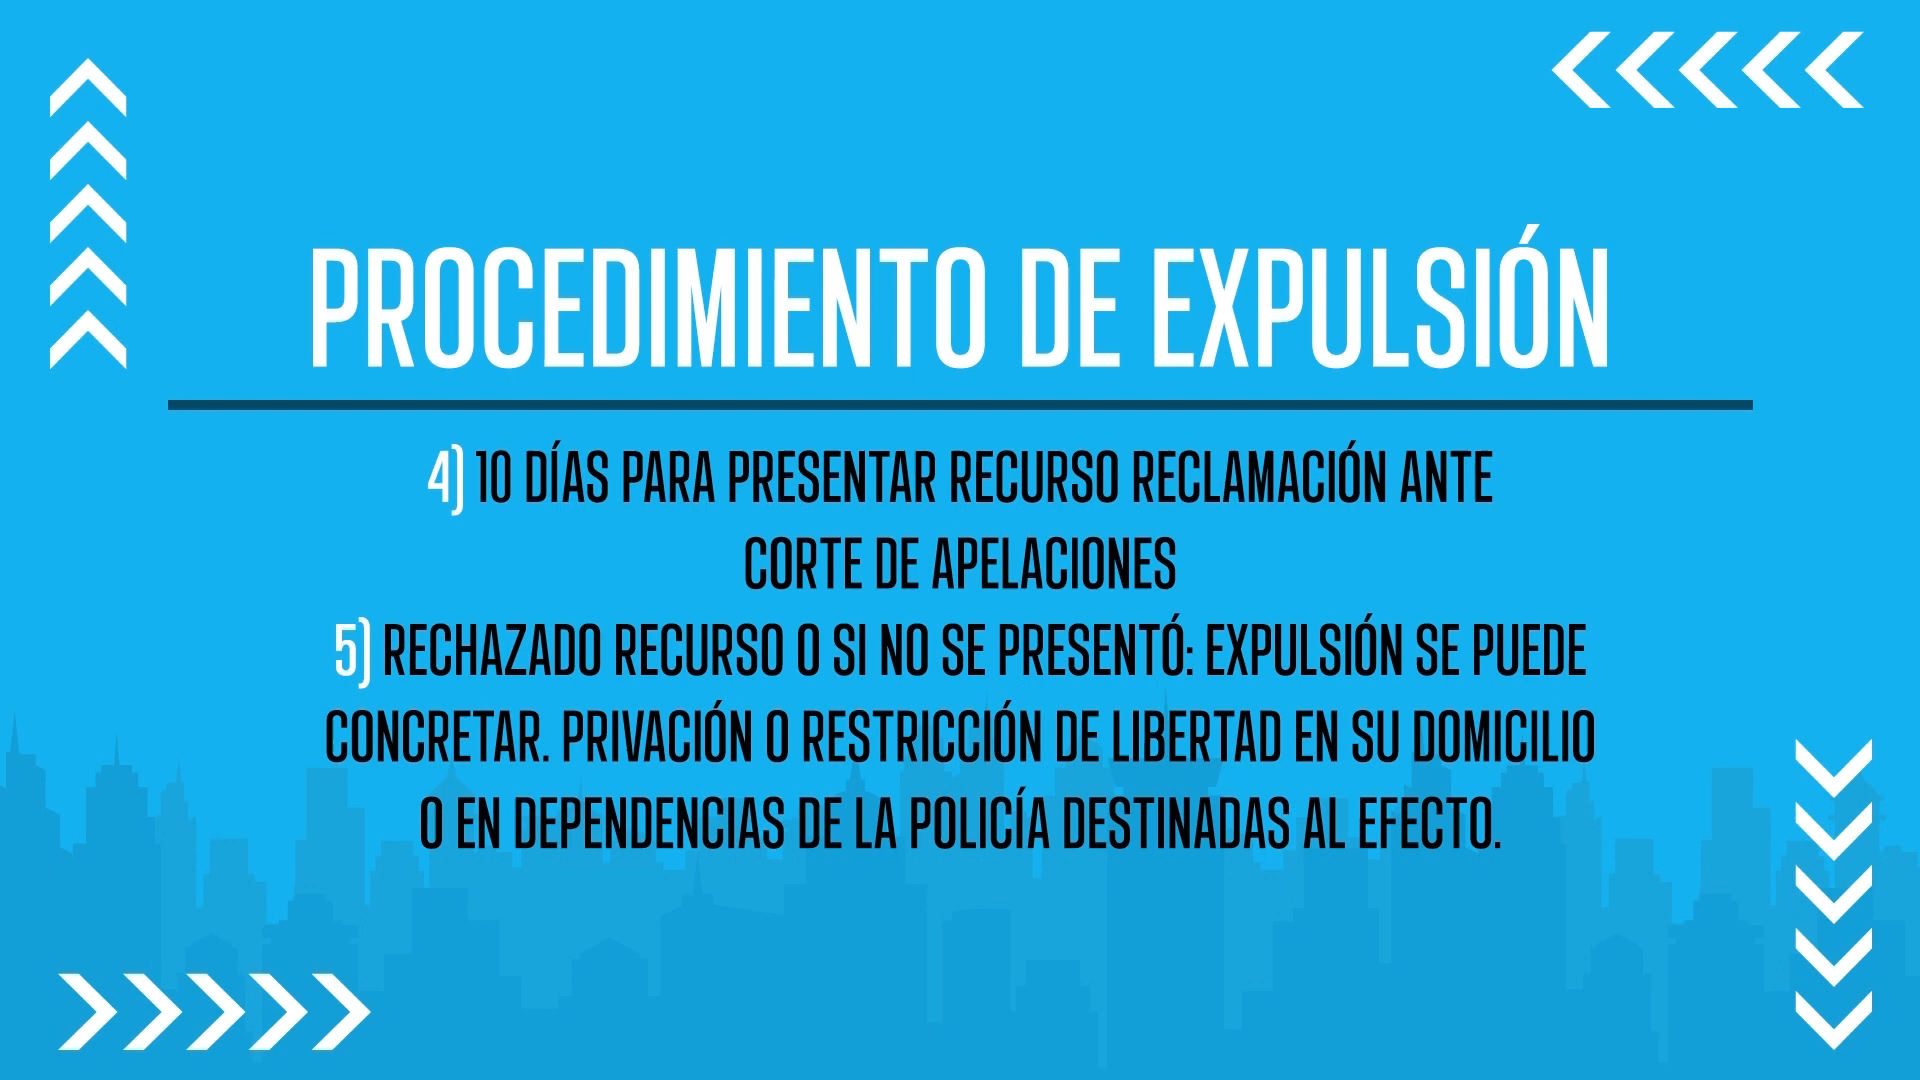 PROCEDIMIENTO DE EXPULSIÓN
4) 10 DÍAS PARA PRESENTAR RECURSO RECLAMACIÓN ANTE
CORTE DE APELACIONES
5) RECHAZADO RECURSO O SI NO SE PRESENTÓ: EXPULSIÓN SE PUEDE
CONCRETAR. PRIVACIÓN O RESTRICCIÓN DE LIBERTAD EN SU DOMICILIO
O EN DEPENDENCIAS DE LA POLICÍA DESTINADAS AL EFECTO.